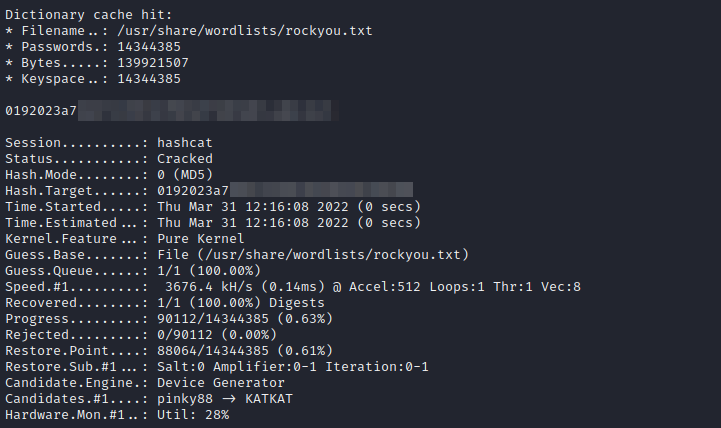 Dictionary cache hit:
* Filename..: /usr/share/wordlists/rockyou.txt
* Passwords.: 14344385
* Bytes.....: 139921507
* Keyspace..: 14344385
0192023a7
Session..........: hashcat
Status...........: Cracked
Hash.Mode........: 0 (MD5)
Hash.Target......: 0192023a7
Time.Started.....: Thu Mar 31 12:16:08 2022 (0 secs)
Time.Estimated...: Thu Mar 31 12:16:08 2022 (0 secs)
Kernel.Feature...: Pure Kernel
Guess.Base.......: File (/usr/share/wordlists/rockyou.txt)
Guess.Queue......: 1/1 (100.00%)
Speed.#1.........:  3676.4 kH/s (0.14ms) @ Accel:512 Loops:1 Thr:1 Vec:8
Recovered........: 1/1 (100.00%) Digests
Progress.........: 90112/14344385 (0.63%)
Rejected.........: 0/90112 (0.00%)
Restore.Point....: 88064/14344385 (0.61%)
Restore.Sub.#1...: Salt:0 Amplifier:0-1 Iteration:0-1
Candidate.Engine.: Device Generator
Candidates.#1....: pinky88 -> KATKAT
Hardware.Mon.#1..: Util: 28%